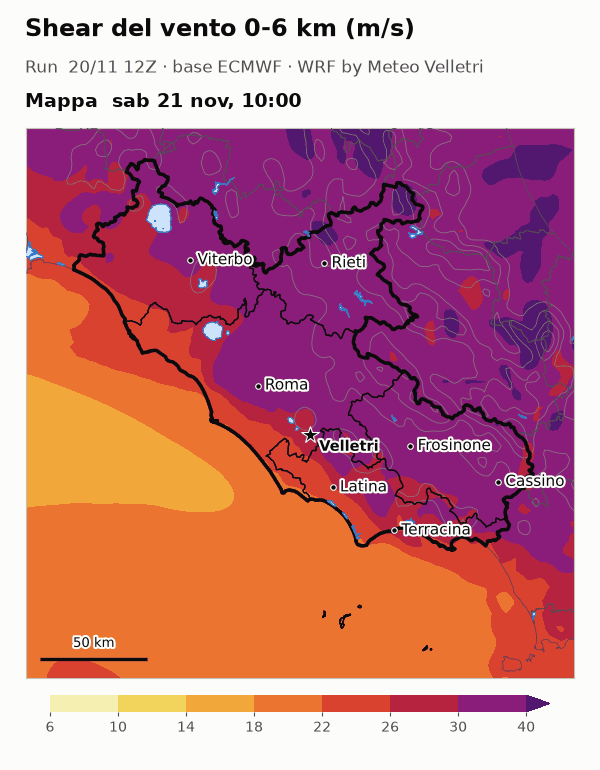 Shear del vento 0-6 km (m/s)
Run 20/11 12Z · base ECMWF · WRF by Meteo Velletri
Mappa sab 21 nov, 10:00
Viterbo
Rieti
Roma
Velletri
Frosinone
Latina
Cassino
Terracina
50 km
6 10 14 18 22 26 30 40